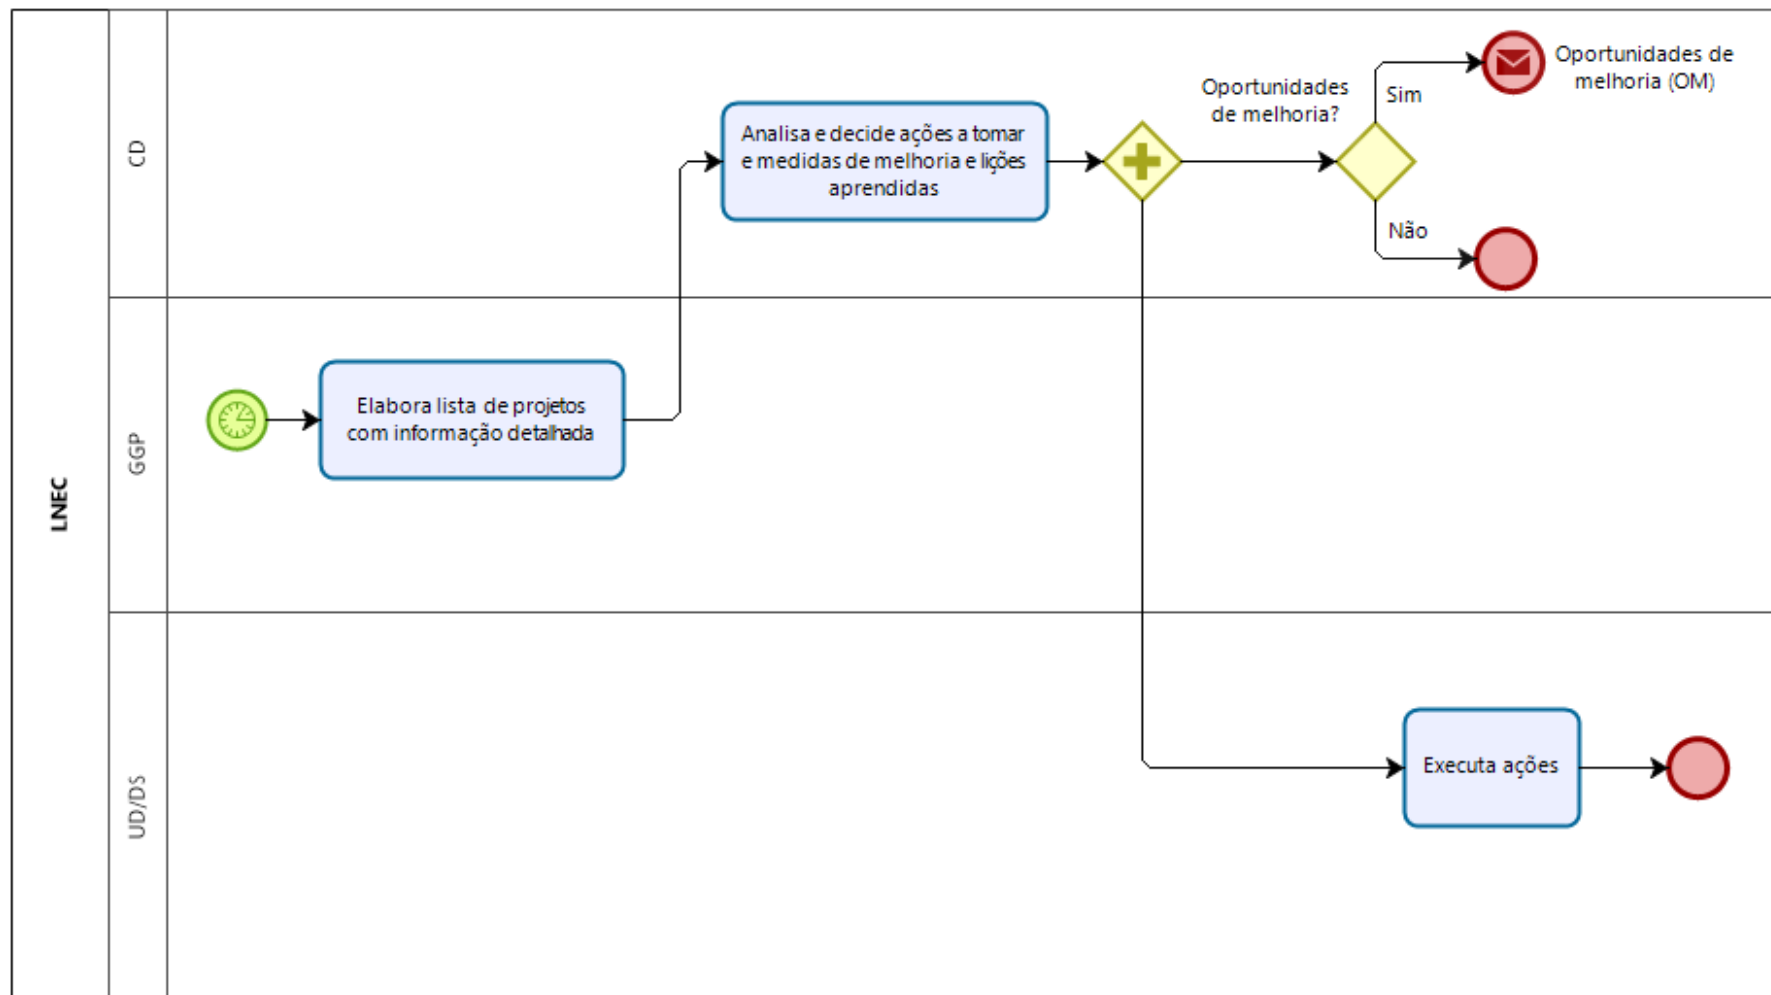 LNEC
CD
Analisa e decide ações a tomar
e medidas de melhoria e lições
aprendidas
Oportunidades
de melhoria?
Sim
Oportunidades de
melhoria (OM)
Não
GGP
Elabora lista de projetos
com informação detalhada
UD/DS
Executa ações